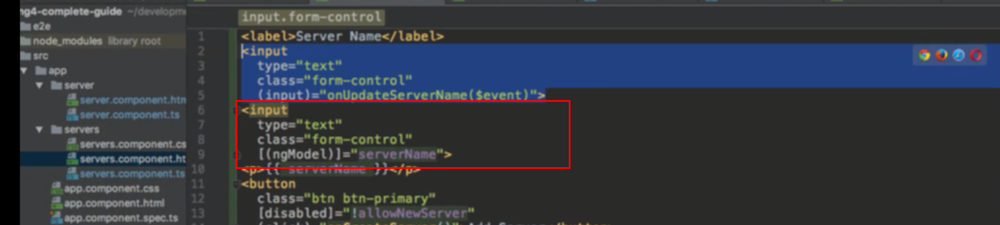 ng4-complete-guide ~/developm
e2e
node_modules library root
src
app
server
server.component.htm
server.component.ts
servers
servers.component.cs
servers.component.ht
servers.component.ts
app.component.css
app.component.html
app.component.spec.ts
input.form-control
1 <label>Server Name</label>
2 <input
3 type="text"
4 class="form-control"
5 (input)="onUpdateServerName($event)">
6 <input
7 type="text"
8 class="form-control"
9 [(ngModel)]="serverName">
10 <p>{{ serverName }}</p>
11 <button
12 class="btn btn-primary"
13 [disabled]="!allowNewServer"